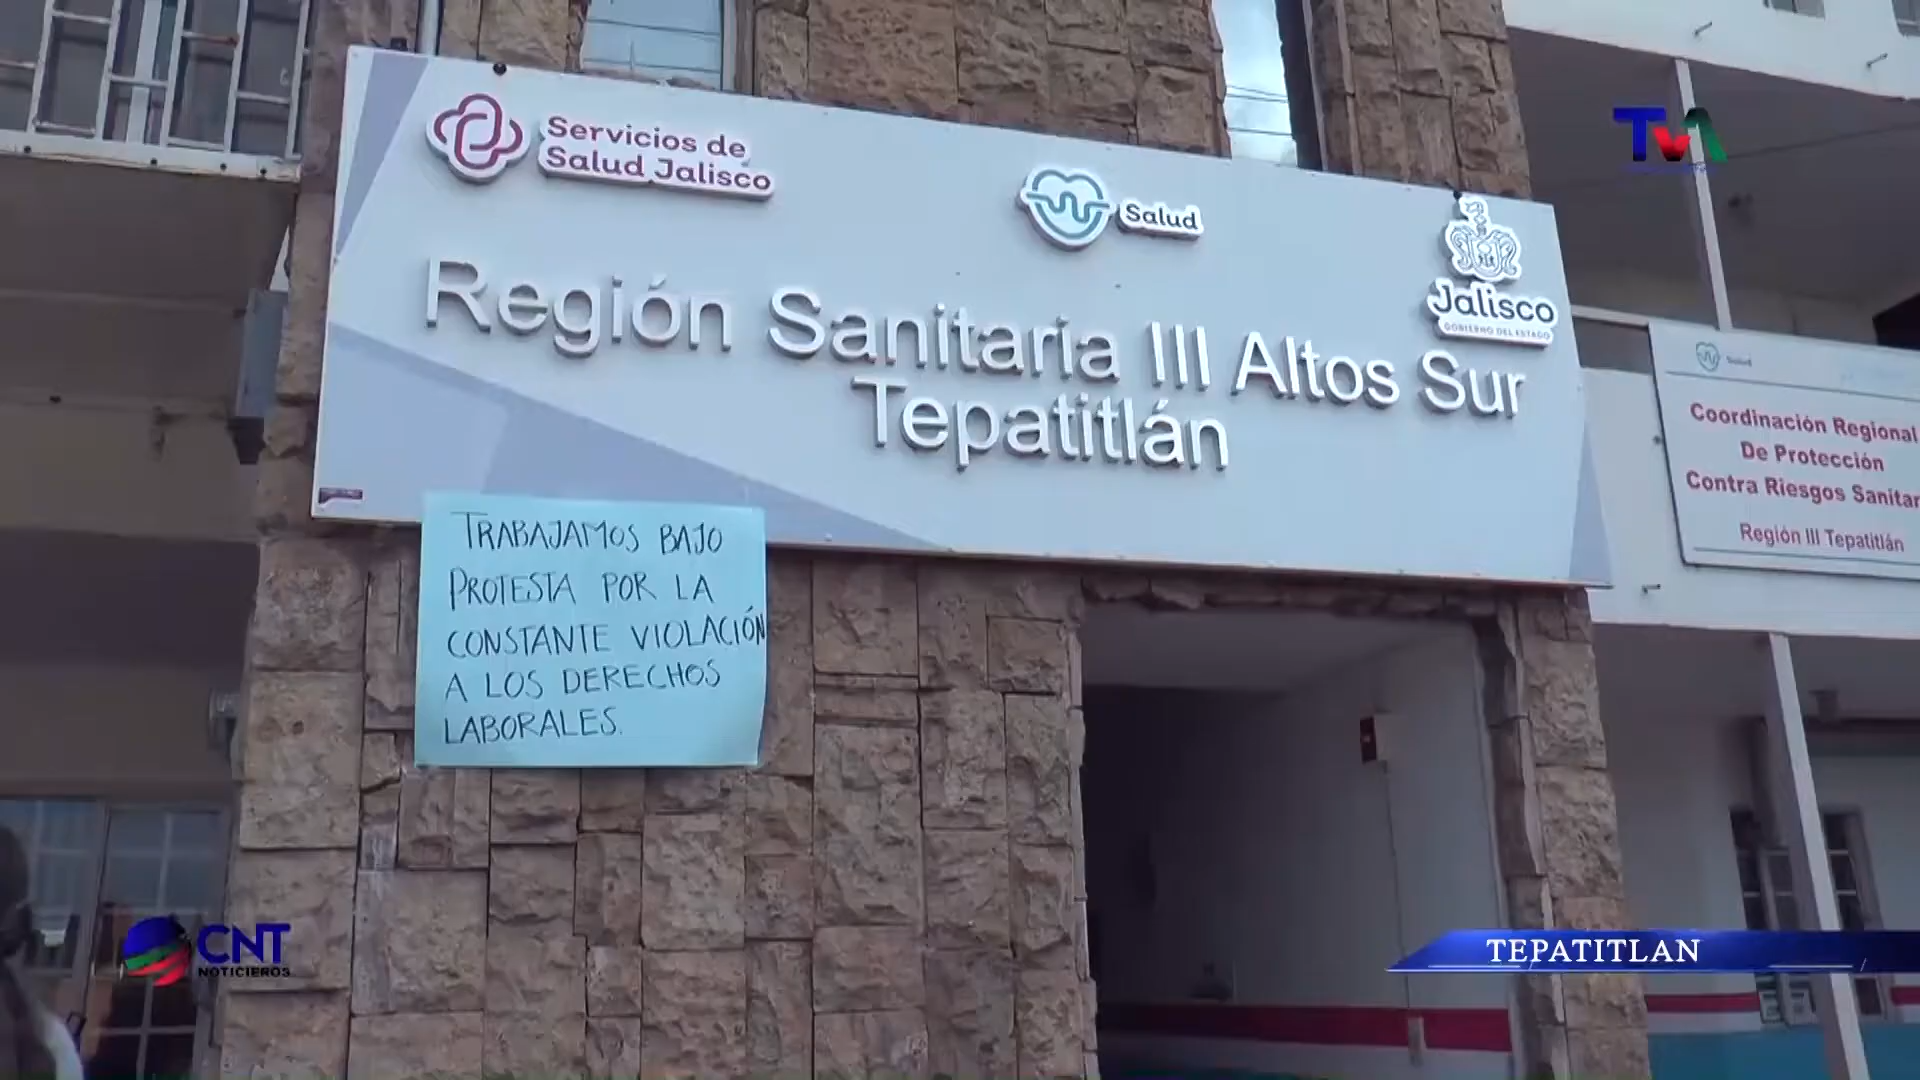 Servicios de
Salud Jalisco
Salud
Jalisco
GOBIERNO DEL ESTADO
Región Sanitaria III Altos Sur
Tepatitlán
TRABAJAMOS BAJO
PROTESTA POR LA
CONSTANTE VIOLACIÓN
A LOS DERECHOS
LABORALES.
Salud
Coordinación Regional
De Protección
Contra Riesgos Sanitar
Región III Tepatitlán
TVA
CNT
NOTICIEROS
TEPATITLAN